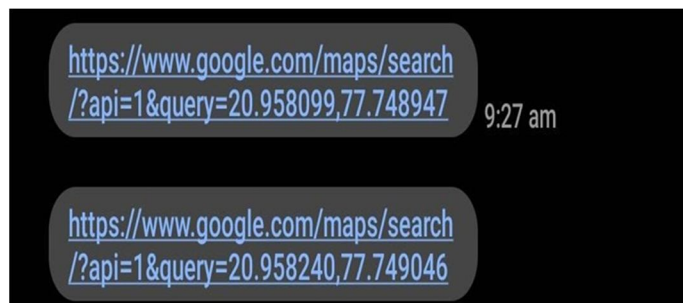 https://www.google.com/maps/search
/?api=1&query=20.958099,77.748947
9:27 am
https://www.google.com/maps/search
/?api=1&query=20.958240,77.749046